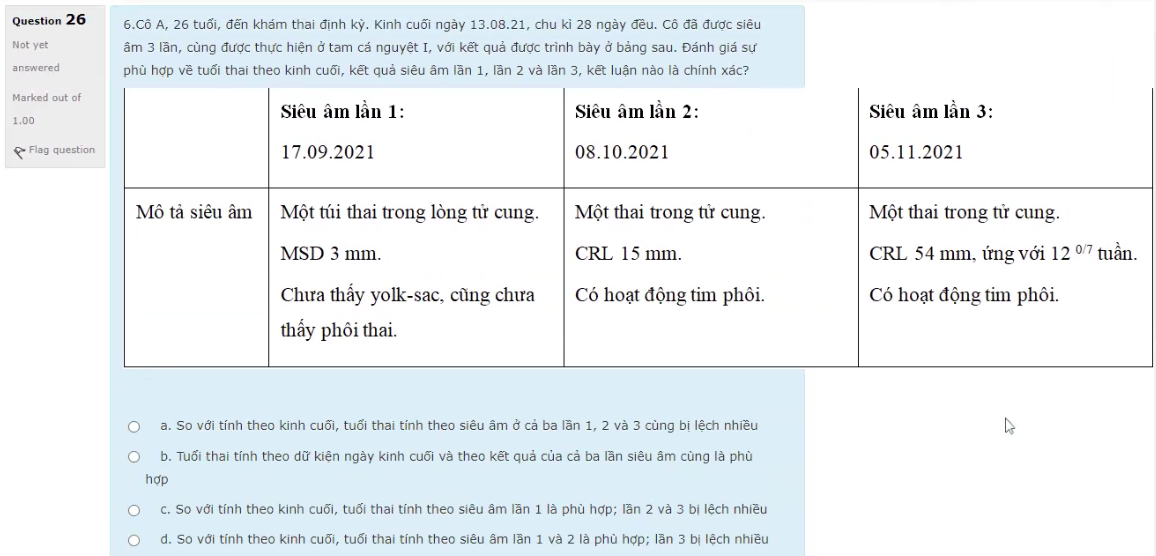 Question 26
Not yet
answered
Marked out of
1.00
Flag question
6.Cô A, 26 tuổi, đến khám thai định kỳ. Kinh cuối ngày 13.08.21, chu kì 28 ngày đều. Cô đã được siêu
âm 3 lần, cùng được thực hiện ở tam cá nguyệt I, với kết quả được trình bày ở bảng sau. Đánh giá sự
phù hợp về tuổi thai theo kinh cuối, kết quả siêu âm lần 1, lần 2 và lần 3, kết luận nào là chính xác?
Siêu âm lần 1:
17.09.2021
Siêu âm lần 2:
08.10.2021
Siêu âm lần 3:
05.11.2021
Mô tả siêu âm
Một túi thai trong lòng tử cung.
MSD 3 mm.
Chưa thấy yolk-sac, cũng chưa
thấy phôi thai.
Một thai trong tử cung.
CRL 15 mm.
Có hoạt động tim phôi.
Một thai trong tử cung.
CRL 54 mm, ứng với 12 0/7 tuần.
Có hoạt động tim phôi.
a. So với tính theo kinh cuối, tuổi thai tính theo siêu âm ở cả ba lần 1, 2 và 3 cùng bị lệch nhiều
b. Tuổi thai tính theo dữ kiện ngày kinh cuối và theo kết quả của cả ba lần siêu âm cùng là phù
hợp
c. So với tính theo kinh cuối, tuổi thai tính theo siêu âm lần 1 là phù hợp; lần 2 và 3 bị lệch nhiều
d. So với tính theo kinh cuối, tuổi thai tính theo siêu âm lần 1 và 2 là phù hợp; lần 3 bị lệch nhiều